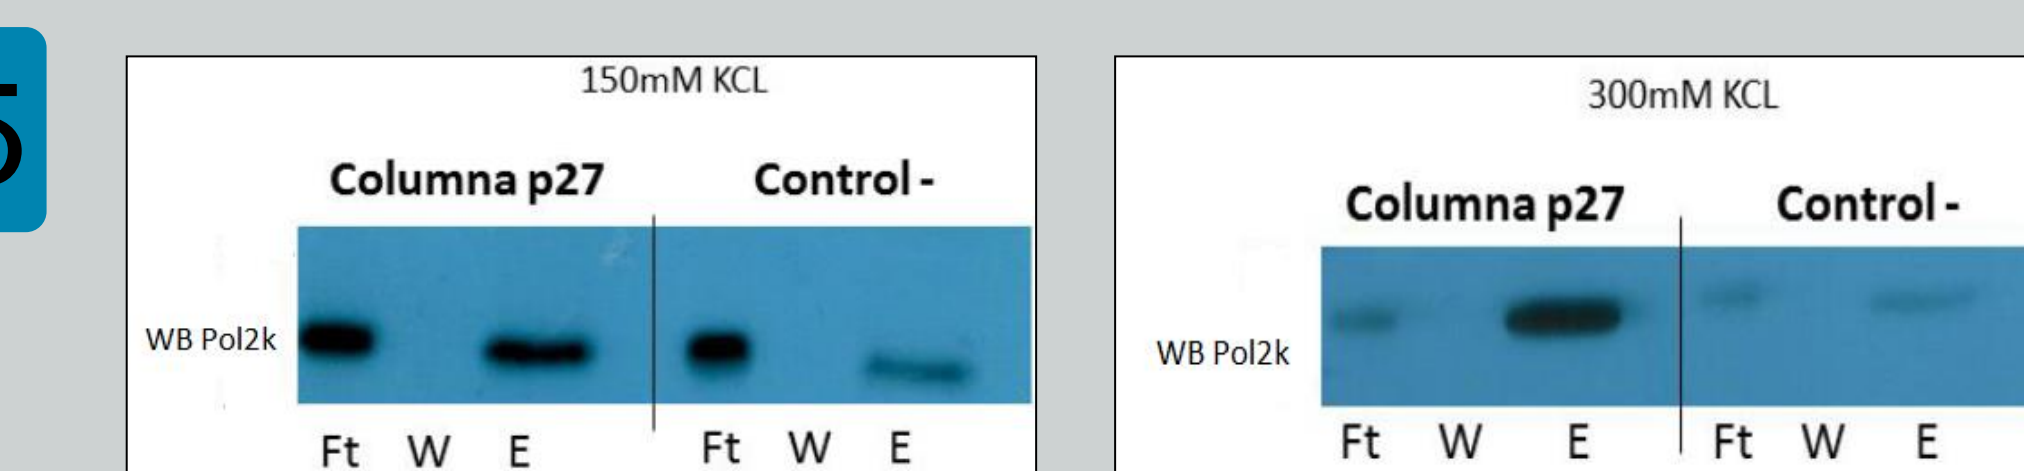 150mM KCL
Columna p27 Control -
WB Pol2k
Ft W E Ft W E
300mM KCL
Columna p27 Control -
WB Pol2k
Ft W E Ft W E